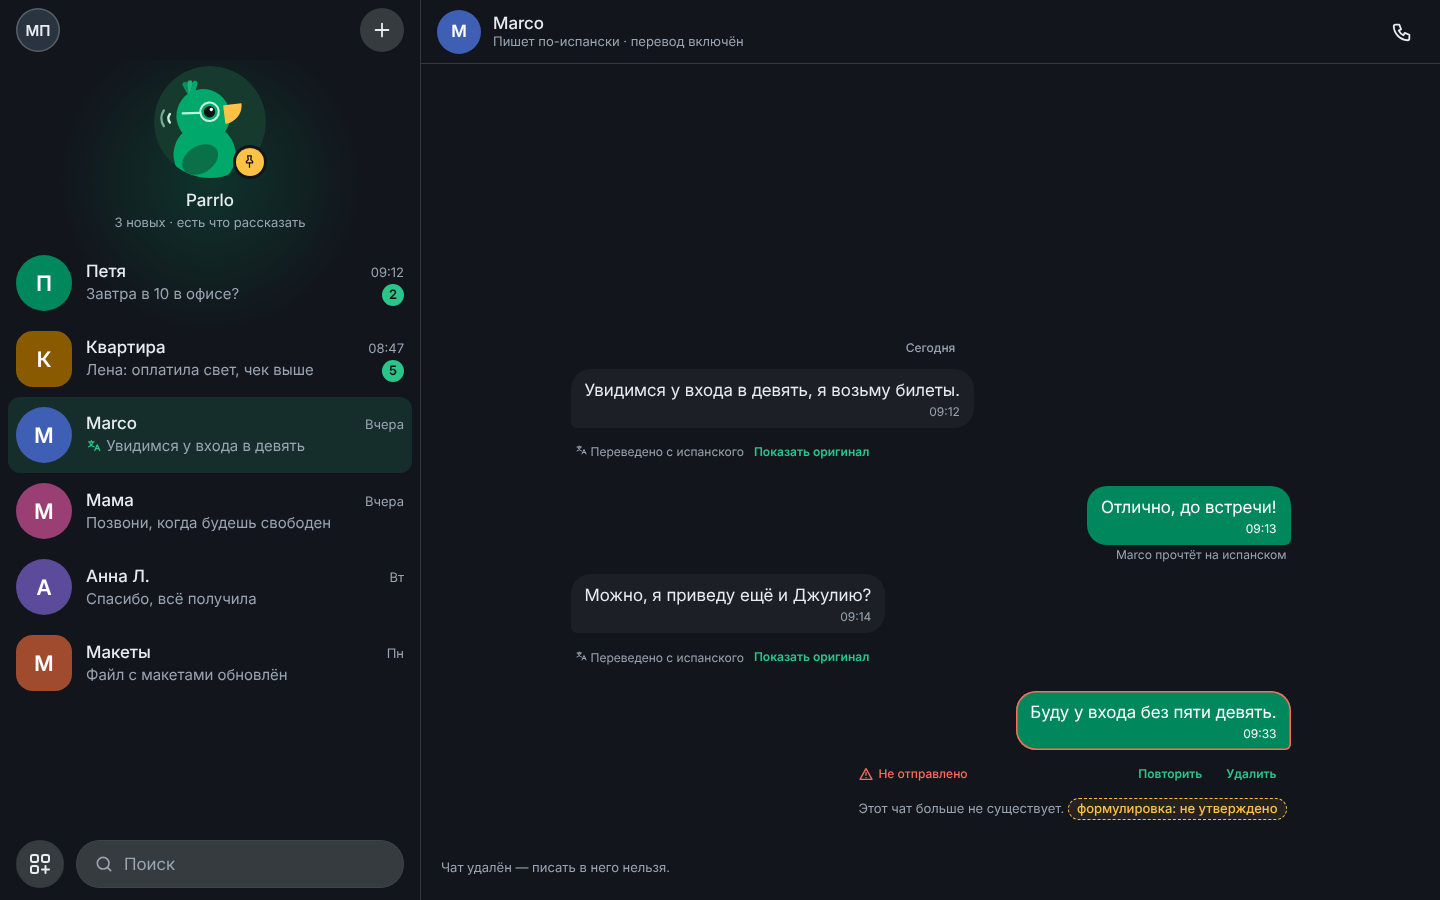 МП
Parrlo
3 новых · есть что рассказать
П
Петя
09:12
Завтра в 10 в офисе?
2
К
Квартира
08:47
Лена: оплатила свет, чек выше
5
M
Marco
Вчера
Увидимся у входа в девять
М
Мама
Вчера
Позвони, когда будешь свободен
А
Анна Л.
Вт
Спасибо, всё получила
М
Макеты
Пн
Файл с макетами обновлён
Поиск
M
Marco
Пишет по-испански · перевод включён
Сегодня
Увидимся у входа в девять, я возьму билеты.
09:12
Переведено с испанского Показать оригинал
Отлично, до встречи!
09:13
Marco прочтёт на испанском
Можно, я приведу ещё и Джулию?
09:14
Переведено с испанского Показать оригинал
Буду у входа без пяти девять.
09:33
Не отправлено Повторить Удалить
Этот чат больше не существует. формулировка: не утверждено
Чат удалён — писать в него нельзя.